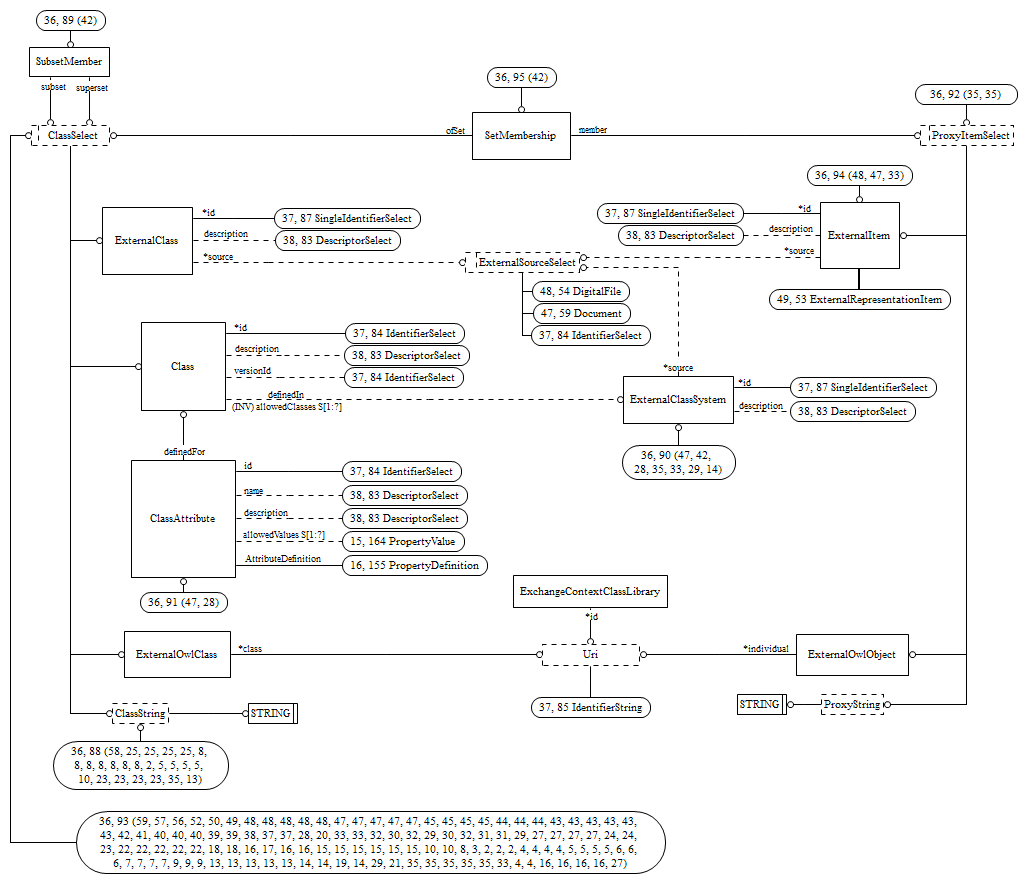 36, 89 (42)
SubsetMember
subset
superset
36, 95 (42)
36, 92 (35, 35)
ClassSelect
ofSet
SetMembership
member
ProxyItemSelect
36, 94 (48, 47, 33)
ExternalClass
*id
37, 87 SingleIdentifierSelect
description
38, 83 DescriptorSelect
*source
ExternalSourceSelect
37, 87 SingleIdentifierSelect
*id
38, 83 DescriptorSelect
description
*source
ExternalItem
48, 54 DigitalFile
47, 59 Document
37, 84 IdentifierSelect
49, 53 ExternalRepresentationItem
Class
*id
37, 84 IdentifierSelect
description
38, 83 DescriptorSelect
versionId
37, 84 IdentifierSelect
definedIn
(INV) allowedClasses S[1:?]
*source
ExternalClassSystem
*id
37, 87 SingleIdentifierSelect
description
38, 83 DescriptorSelect
36, 90 (47, 42,
28, 35, 33, 29, 14)
definedFor
ClassAttribute
id
37, 84 IdentifierSelect
name
38, 83 DescriptorSelect
description
38, 83 DescriptorSelect
allowedValues S[1:?]
15, 164 PropertyValue
AttributeDefinition
16, 155 PropertyDefinition
36, 91 (47, 28)
ExchangeContextClassLibrary
*id
ExternalOwlClass
*class
Uri
*individual
ExternalOwlObject
37, 85 IdentifierString
ClassString
STRING
STRING
ProxyString
36, 88 (58, 25, 25, 25, 25, 8,
8, 8, 8, 8, 8, 8, 2, 5, 5, 5, 5,
10, 23, 23, 23, 23, 35, 13)
36, 93 (59, 57, 56, 52, 50, 49, 48, 48, 48, 48, 48, 47, 47, 47, 47, 47, 45, 45, 45, 45, 44, 44, 44, 43, 43, 43, 43, 43,
43, 42, 41, 40, 40, 40, 39, 39, 38, 37, 37, 28, 20, 33, 33, 32, 30, 32, 29, 30, 32, 31, 31, 29, 27, 27, 27, 27, 24, 24,
23, 22, 22, 22, 22, 22, 18, 18, 16, 17, 16, 16, 15, 15, 15, 15, 15, 15, 10, 10, 8, 3, 2, 2, 2, 4, 4, 4, 4, 5, 5, 5, 5, 6, 6,
6, 7, 7, 7, 7, 9, 9, 9, 13, 13, 13, 13, 13, 14, 14, 19, 14, 29, 21, 35, 35, 35, 35, 35, 33, 4, 4, 16, 16, 16, 16, 27)